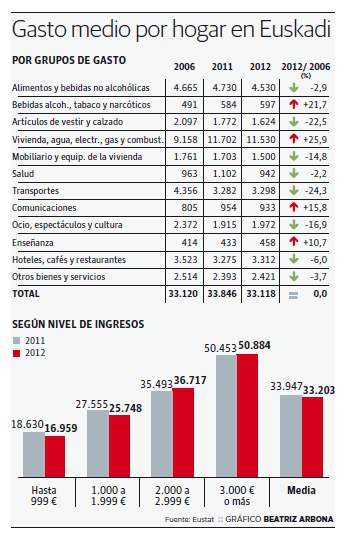 Gasto medio por hogar en Euskadi
POR GRUPOS DE GASTO 2006 2011 2012 2012/ 2006
(%)
Alimentos y bebidas no alcohólicas 4.665 4.730 4.530 -2,9
Bebidas alcoh., tabaco y narcóticos 491 584 597 +21,7
Artículos de vestir y calzado 2.097 1.772 1.624 -22,5
Vivienda, agua, electr., gas y combust. 9.158 11.702 11.530 +25,9
Mobiliario y equip. de la vivienda 1.761 1.703 1.500 -14,8
Salud 963 1.102 942 -2,2
Transportes 4.356 3.282 3.298 -24,3
Comunicaciones 805 954 933 +15,8
Ocio, espectáculos y cultura 2.372 1.915 1.972 -16,9
Enseñanza 414 433 458 +10,7
Hoteles, cafés y restaurantes 3.523 3.275 3.312 -6,0
Otros bienes y servicios 2.514 2.393 2.421 -3,7
TOTAL 33.120 33.846 33.118 = 0,0
SEGÚN NIVEL DE INGRESOS
2011
2012
18.630 16.959
27.555 25.748
35.493 36.717
50.453 50.884
33.947 33.203
Hasta
999 €
1.000 a
1.999 €
2.000 a
2.999 €
3.000 €
o más
Media
Fuente: Eustat :: GRÁFICO BEATRIZ ARBONA